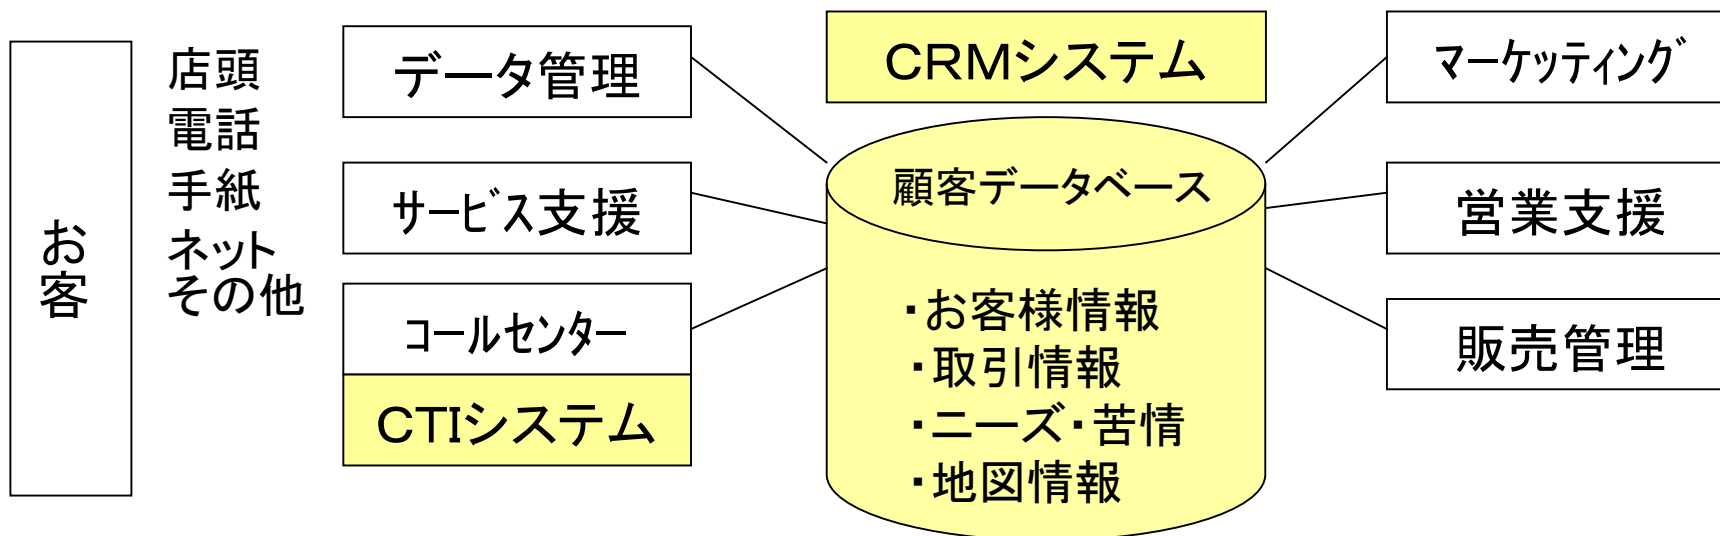 お客
店頭
電話
手紙
ネット
その他
データ管理
サービス支援
コールセンター
CTIシステム
CRMシステム
顧客データベース
・お客様情報
・取引情報
・ニーズ・苦情
・地図情報
マーケッティング
営業支援
販売管理